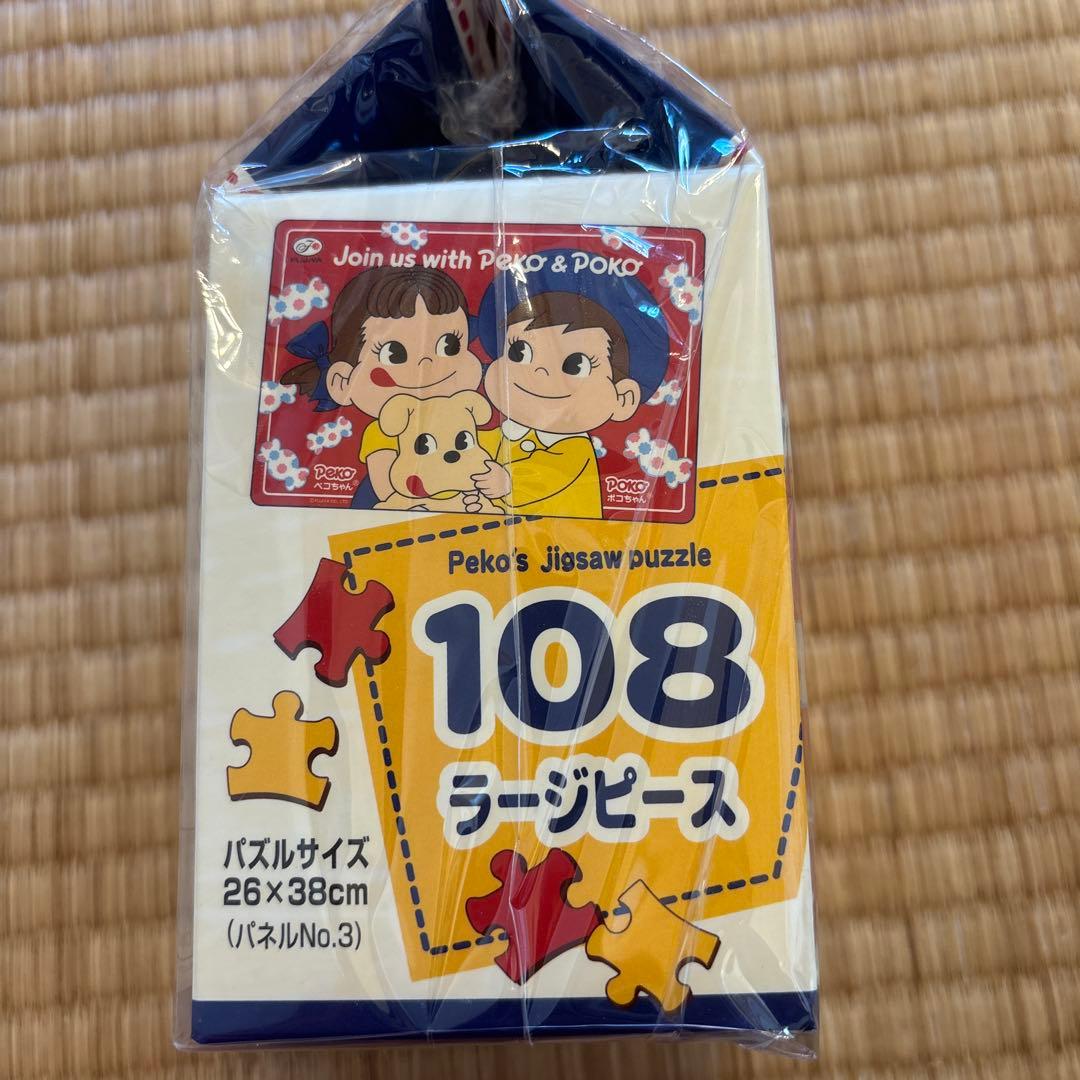 FUJIYA
Join us with Peko & POKO
Peko
ペコちゃん®
POKO
ポコちゃん
Peko's jigsaw puzzle
108
ラージピース
パズルサイズ
26×38cm
(パネルNo.3)